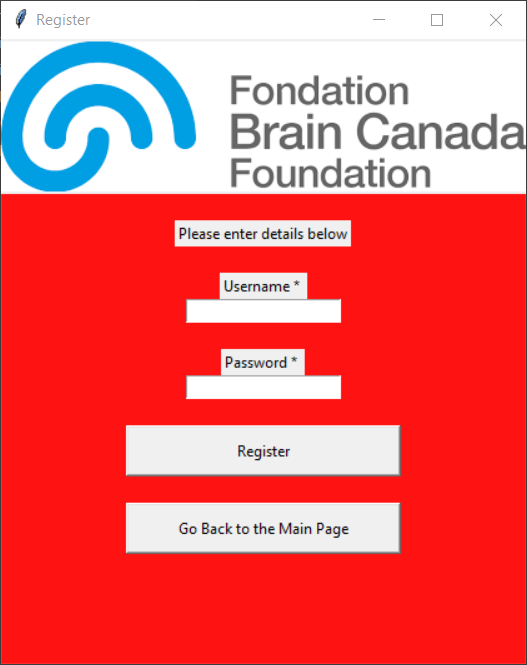 Register
Fondation
Brain Canada
Foundation
Please enter details below
Username *
Password *
Register
Go Back to the Main Page